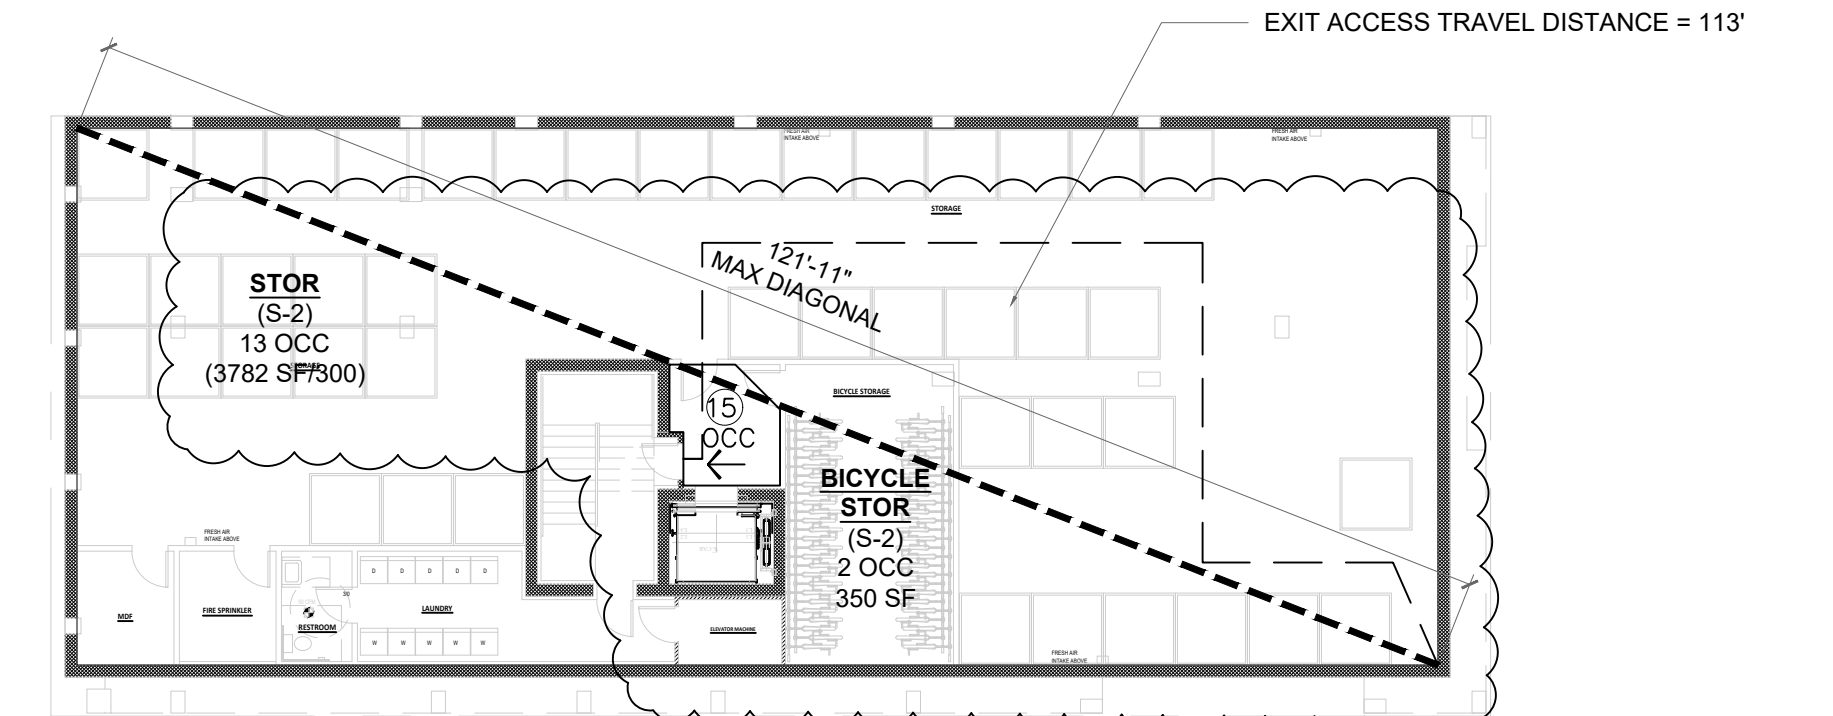 EXIT ACCESS TRAVEL DISTANCE = 113'
FRESH AIR
INTAKE ABOVE
FRESH AIR
INTAKE ABOVE
STORAGE
121'-11"
MAX DIAGONAL
STOR
(S-2)
13 OCC
(3782 SF/300)
STORAGE
15
OCC
BICYCLE STORAGE
BICYCLE
STOR
(S-2)
2 OCC
350 SF
FRESH AIR
INTAKE ABOVE
D D D D D
30
MDF
FIRE SPRINKLER
RESTROOM
LAUNDRY
W W W W W
ELEVATOR MACHINE
FRESH AIR
INTAKE ABOVE